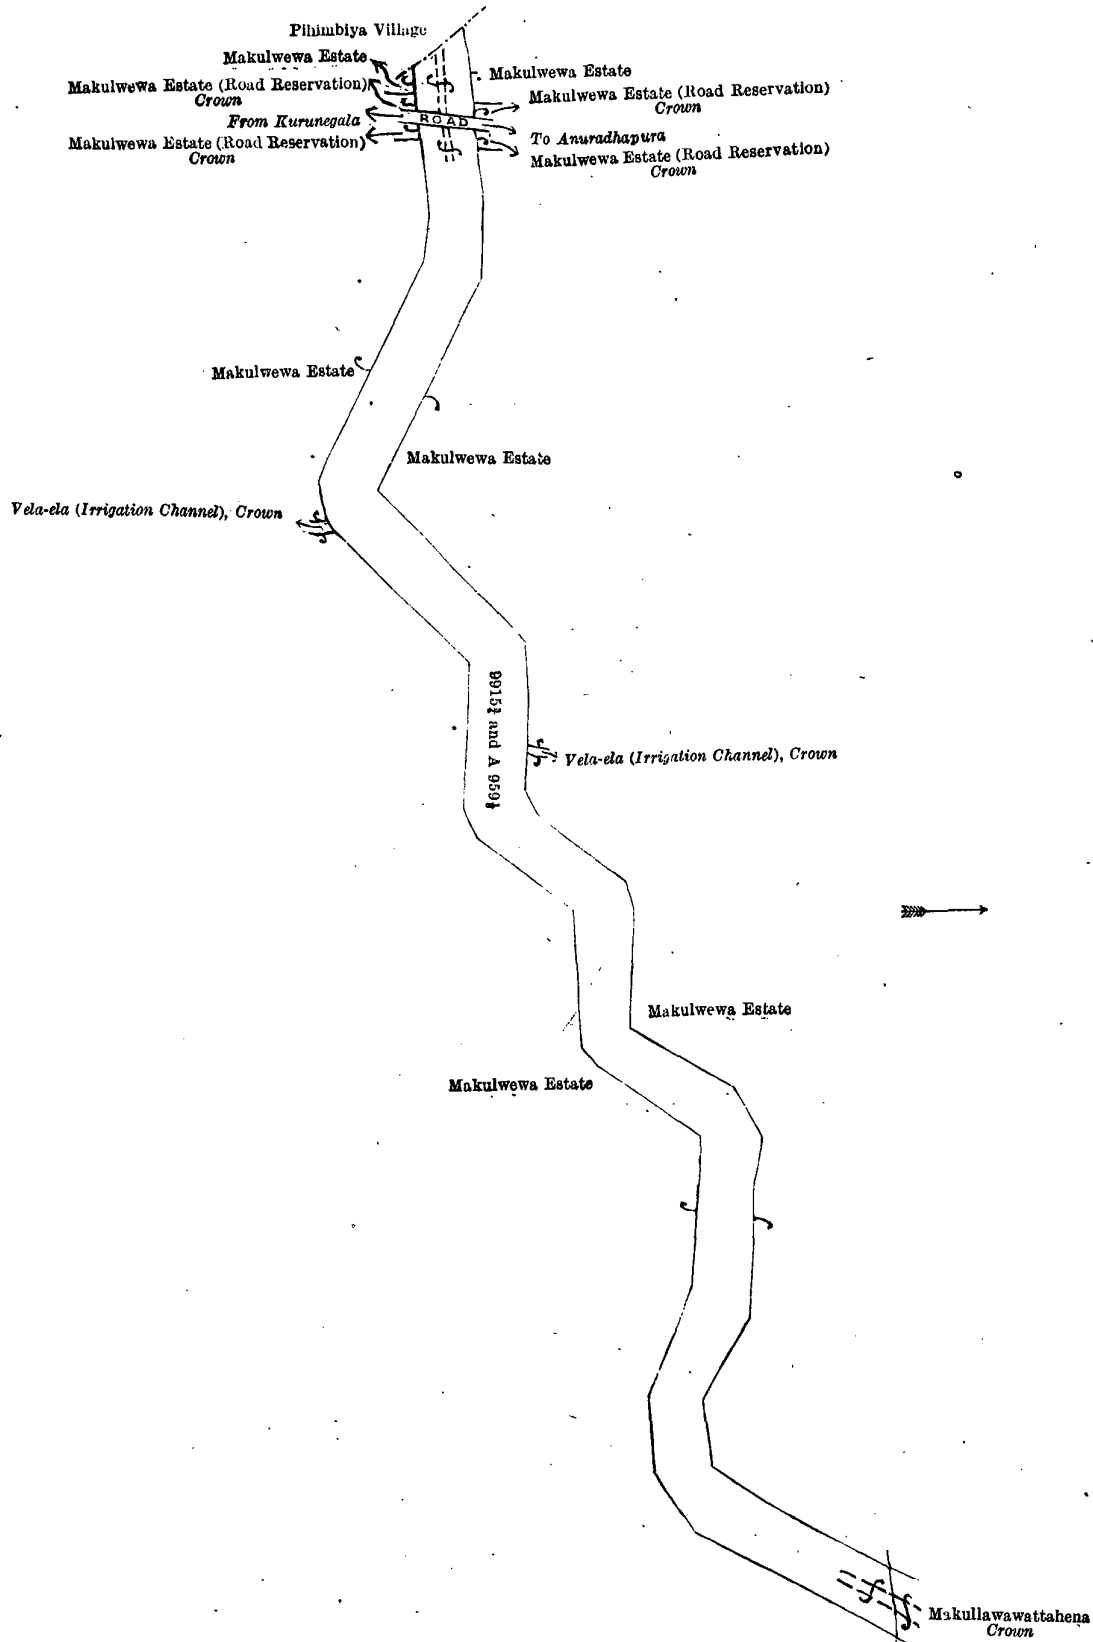 Pihimbiya Village
Makulwewa Estate
Makulwewa Estate
Makulwewa Estate (Road Reservation)
Crown
Makulwewa Estate (Road Reservation)
Crown
From Kurunegala
ROAD
To Anuradhapura
Makulwewa Estate (Road Reservation)
Crown
Makulwewa Estate (Road Reservation)
Crown
Makulwewa Estate
Makulwewa Estate
Vela-ela (Irrigation Channel), Crown
9915¾ and A 959½
Vela-ela (Irrigation Channel), Crown
Makulwewa Estate
Makulwewa Estate
Makullawawattahena
Crown